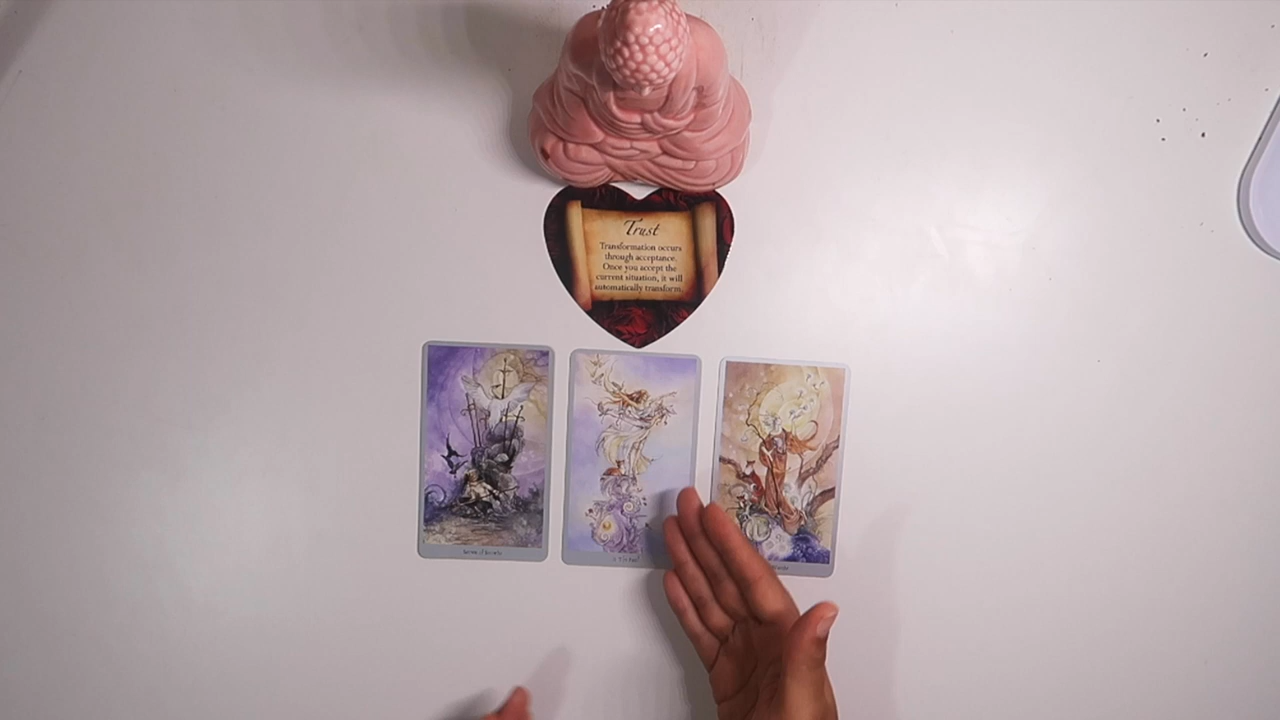 Trust
Transformation occurs
through acceptance.
Once you accept the
current situation, it will
automatically transform.